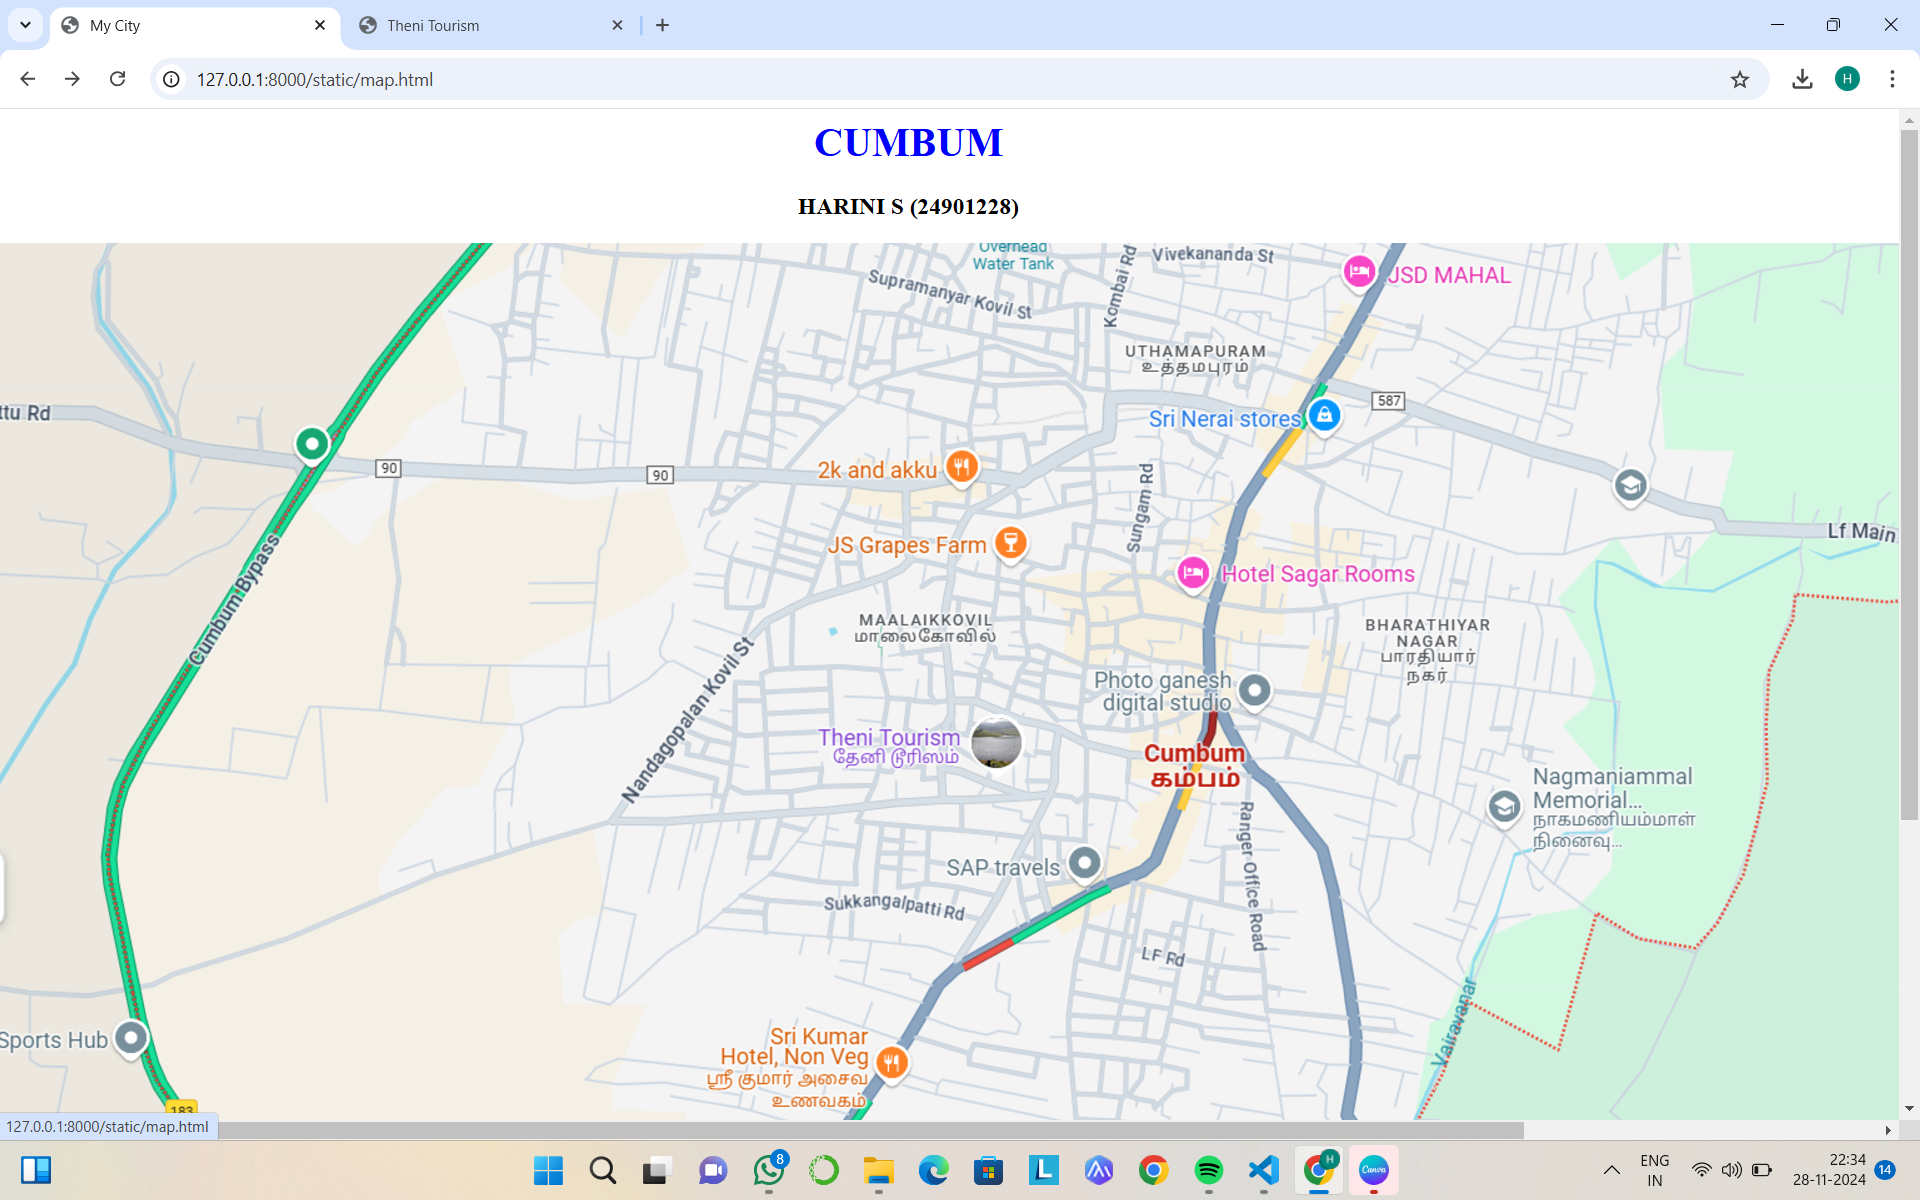 My City
Theni Tourism
127.0.0.1:8000/static/map.html
H
CUMBUM
HARINI S (24901228)
Overhead
Water Tank
Kombai Rd
Vivekananda St
JSD MAHAL
Supramanyar Kovil St
UTHAMAPURAM
உத்தமபுரம்
ttu Rd
587
Sri Nerai stores
90
90
2k and akku
Sungam Rd
Lf Main
JS Grapes Farm
Hotel Sagar Rooms
Cumbum Bypass
MAALAIKKOVIL
மாலைகோவில்
BHARATHIYAR
NAGAR
பாரதியார்
நகர்
Nandagopalan Kovil St
Photo ganesh
digital studio
Theni Tourism
தேனி டூரிஸம்
Cumbum
கம்பம்
Nagmaniammal
Memorial...
நாகமணியம்மாள்
நினைவு...
Ranger Office Road
SAP travels
Sukkangalpatti Rd
LF Rd
Vairavanar
Sports Hub
Sri Kumar
Hotel, Non Veg
ஸ்ரீ குமார் அசைவ
உணவகம்
183
127.0.0.1:8000/static/map.html
8
L
H
Canva
ENG
IN
22:34
28-11-2024
14